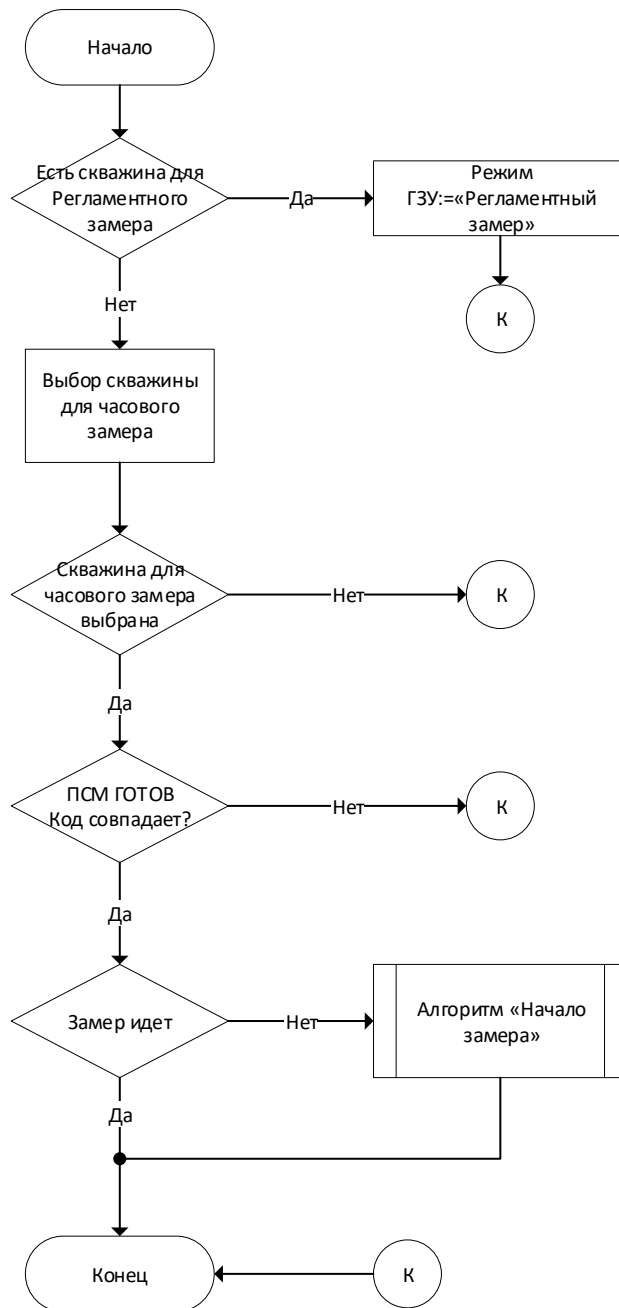 Начало
Есть скважина для
Регламентного
замера
Да
Режим
ГЗУ:=«Регламентный
замер»
К
Нет
Выбор скважины
для часового
замера
Скважина для
часового замера
выбрана
Нет
К
Да
ПСМ ГОТОВ
Код совпадает?
Нет
К
Да
Замер идет
Нет
Алгоритм «Начало
замера»
Да
Конец
К